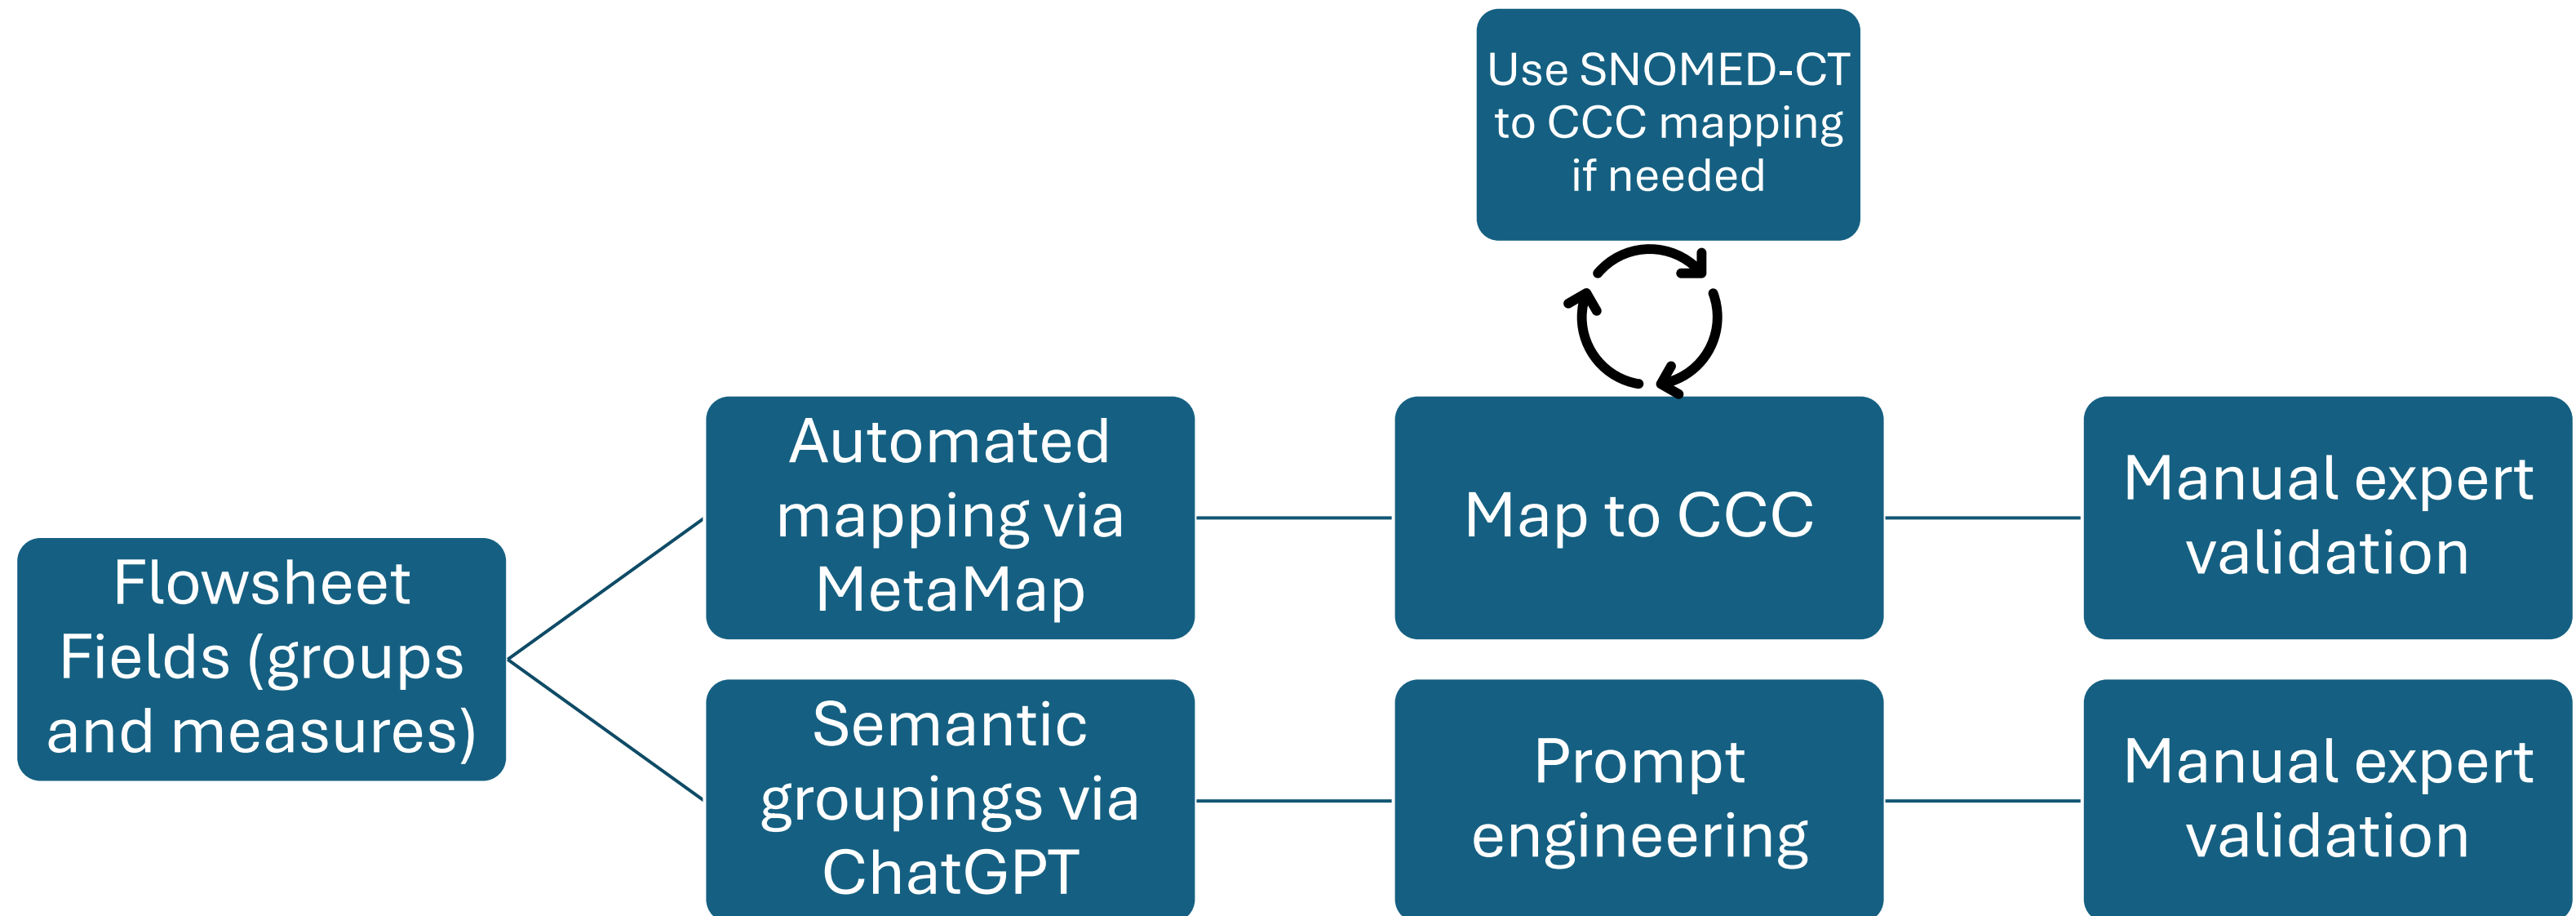 Use SNOMED-CT
to CCC mapping
if needed
Flowsheet
Fields (groups
and measures)
Automated
mapping via
MetaMap
Map to CCC
Manual expert
validation
Semantic
groupings via
ChatGPT
Prompt
engineering
Manual expert
validation